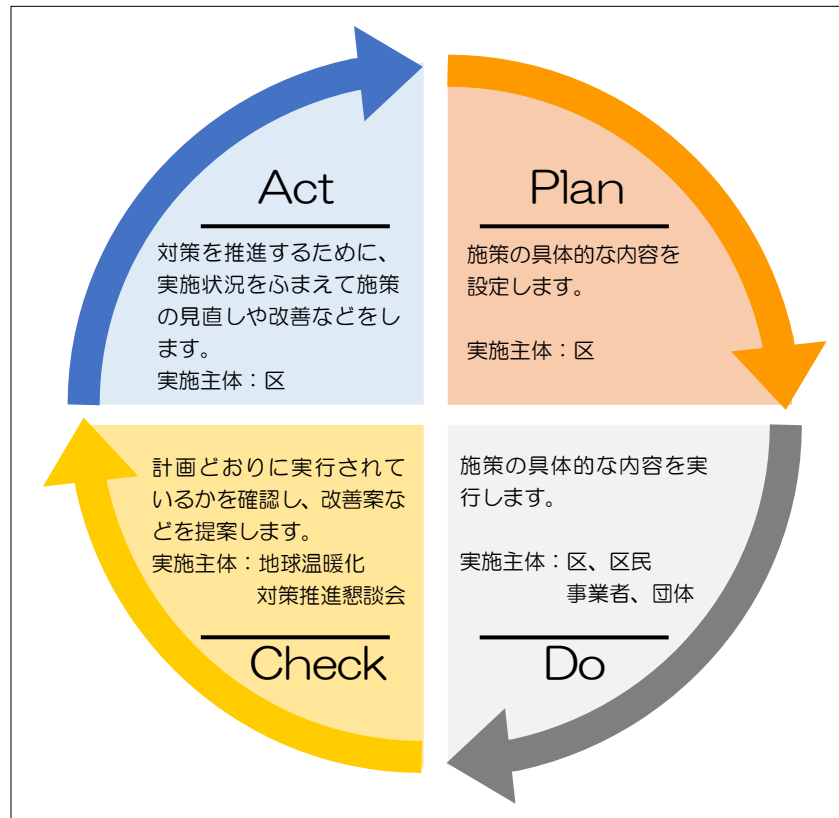 Act
対策を推進するために、
実施状況をふまえて施策
の見直しや改善などをし
ます。
実施主体：区
Plan
施策の具体的な内容を
設定します。
実施主体：区
計画どおりに実行されて
いるかを確認し、改善案な
どを提案します。
実施主体：地球温暖化
対策推進懇談会
Check
施策の具体的な内容を実
行します。
実施主体：区、区民
事業者、団体
Do